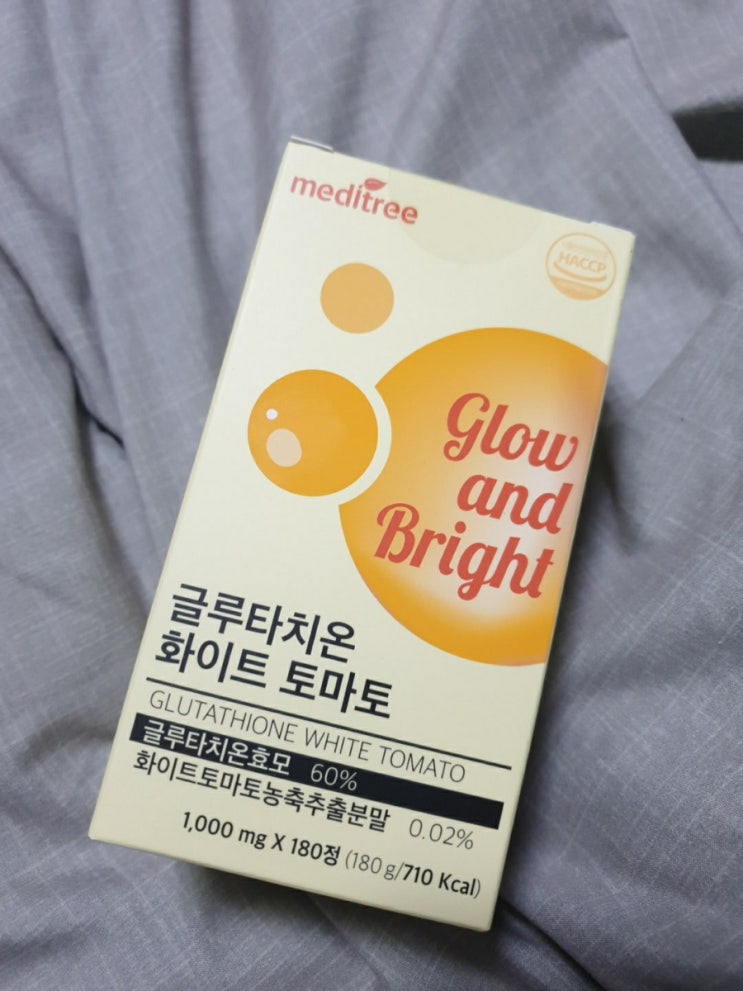 meditree
HACCP
Glow
and
Bright
글루타치온
화이트 토마토
GLUTATHIONE WHITE TOMATO
글루타치온효모 60%
화이트토마토농축추출분말 0.02%
1,000 mg X 180정 (180g/710 Kcal)